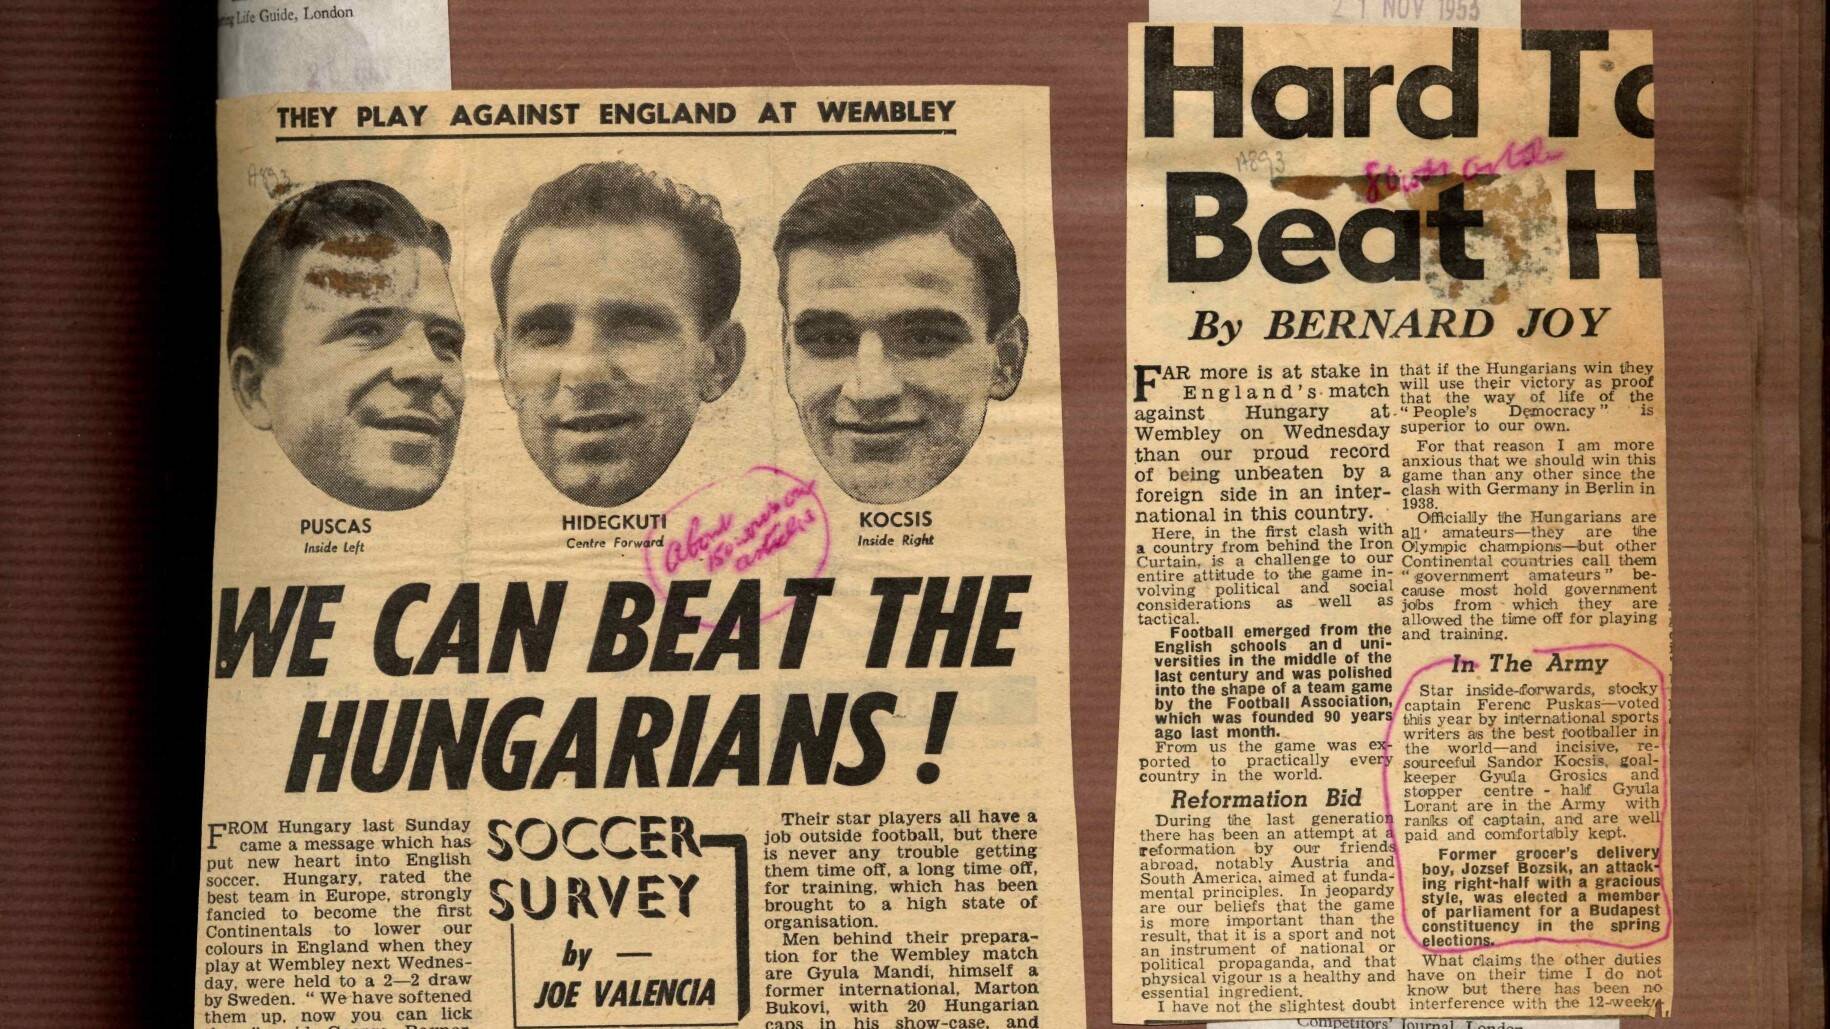 ing Life Guide, London
THEY PLAY AGAINST ENGLAND AT WEMBLEY
A893
PUSCAS
Inside Left
HIDEGKUTI
Centre Forward
KOCSIS
Inside Right
About
150 words on
article
WE CAN BEAT THE
HUNGARIANS!
FROM Hungary last Sunday
came a message which has
put new heart into English
soccer. Hungary, rated the
best team in Europe, strongly
fancied to become the first
Continentals to lower our
colours in England when they
play at Wembley next Wednes-
day, were held to a 2—2 draw
by Sweden. “ We have softened
them up, now you can lick
SOCCER
SURVEY
by —
JOE VALENCIA
Their star players all have a
job outside football, but there
is never any trouble getting
them time off, a long time off,
for training, which has been
brought to a high state of
organisation.
Men behind their prepara-
tion for the Wembley match
are Gyula Mandi, himself a
former international, Marton
Bukovi, with 20 Hungarian
caps in his show-case, and
21 NOV 1953
Hard To
A893
Beat H
By BERNARD JOY
FAR more is at stake in
England's match
against Hungary at
Wembley on Wednesday
than our proud record
of being unbeaten by a
foreign side in an inter-
national in this country.
Here, in the first clash with
a country from behind the Iron
Curtain, is a challenge to our
entire attitude to the game in-
volving political and social
considerations as well as
tactical.
Football emerged from the
English schools and uni-
versities in the middle of the
last century and was polished
into the shape of a team game
by the Football Association,
which was founded 90 years
ago last month.
From us the game was ex-
ported to practically every
country in the world.
Reformation Bid
During the last generation
there has been an attempt at a
reformation by our friends
abroad, notably Austria and
South America, aimed at funda-
mental principles. In jeopardy
are our beliefs that the game
is more important than the
result, that it is a sport and not
an instrument of national or
political propaganda, and that
physical vigour is a healthy and
essential ingredient.
I have not the slightest doubt
that if the Hungarians win they
will use their victory as proof
that the way of life of the
“ People's Democracy ” is
superior to our own.
For that reason I am more
anxious that we should win this
game than any other since the
clash with Germany in Berlin in
1938.
Officially the Hungarians are
all amateurs—they are the
Olympic champions—but other
Continental countries call them
“ government amateurs ” be-
cause most hold government
jobs from which they are
allowed the time off for playing
and training.
In The Army
Star inside-forwards, stocky
captain Ferenc Puskas—voted
this year by international sports
writers as the best footballer in
the world—and incisive, re-
sourceful Sandor Kocsis, goal-
keeper Gyula Grosics and
stopper centre - half Gyula
Lorant are in the Army with
ranks of captain, and are well
paid and comfortably kept.
Former grocer's delivery
boy, Jozsef Bozsik, an attack-
ing right-half with a gracious
style, was elected a member
of parliament for a Budapest
constituency in the spring
elections.
What claims the other duties
have on their time I do not
know but there has been no
interference with the 12-week
Competitors' Journal, London